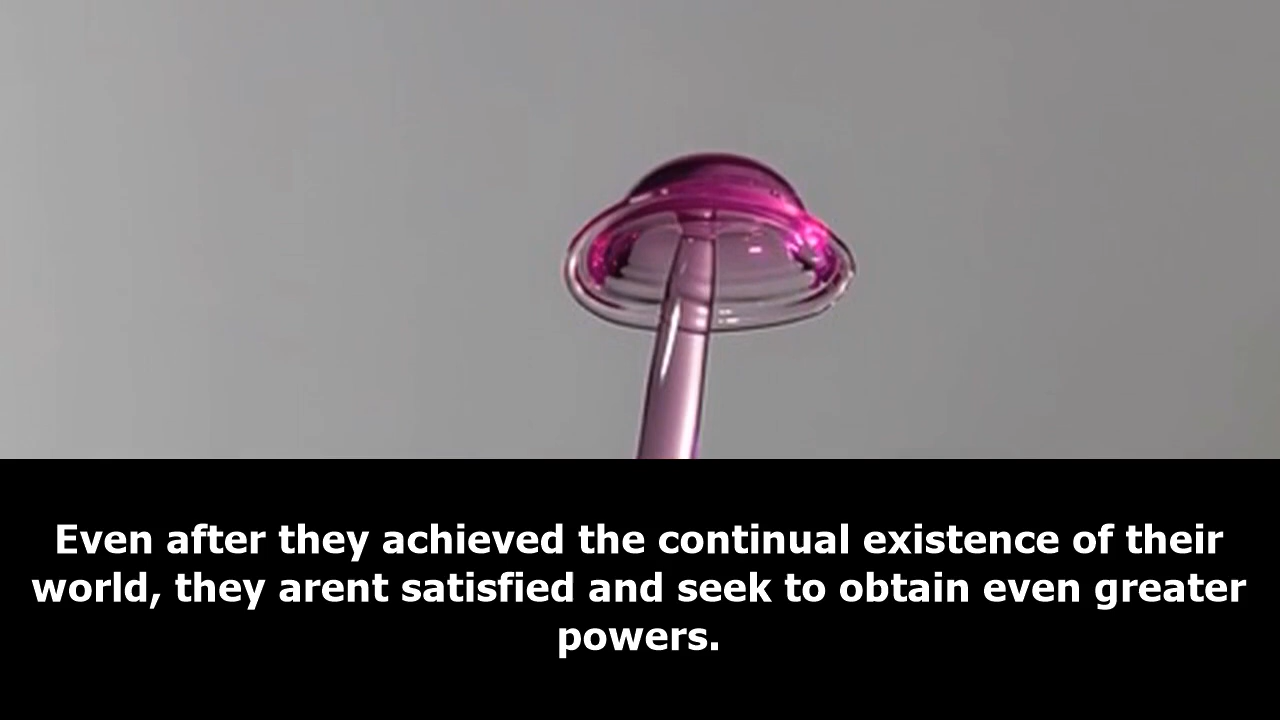 Even after they achieved the continual existence of their
world, they arent satisfied and seek to obtain even greater
powers.